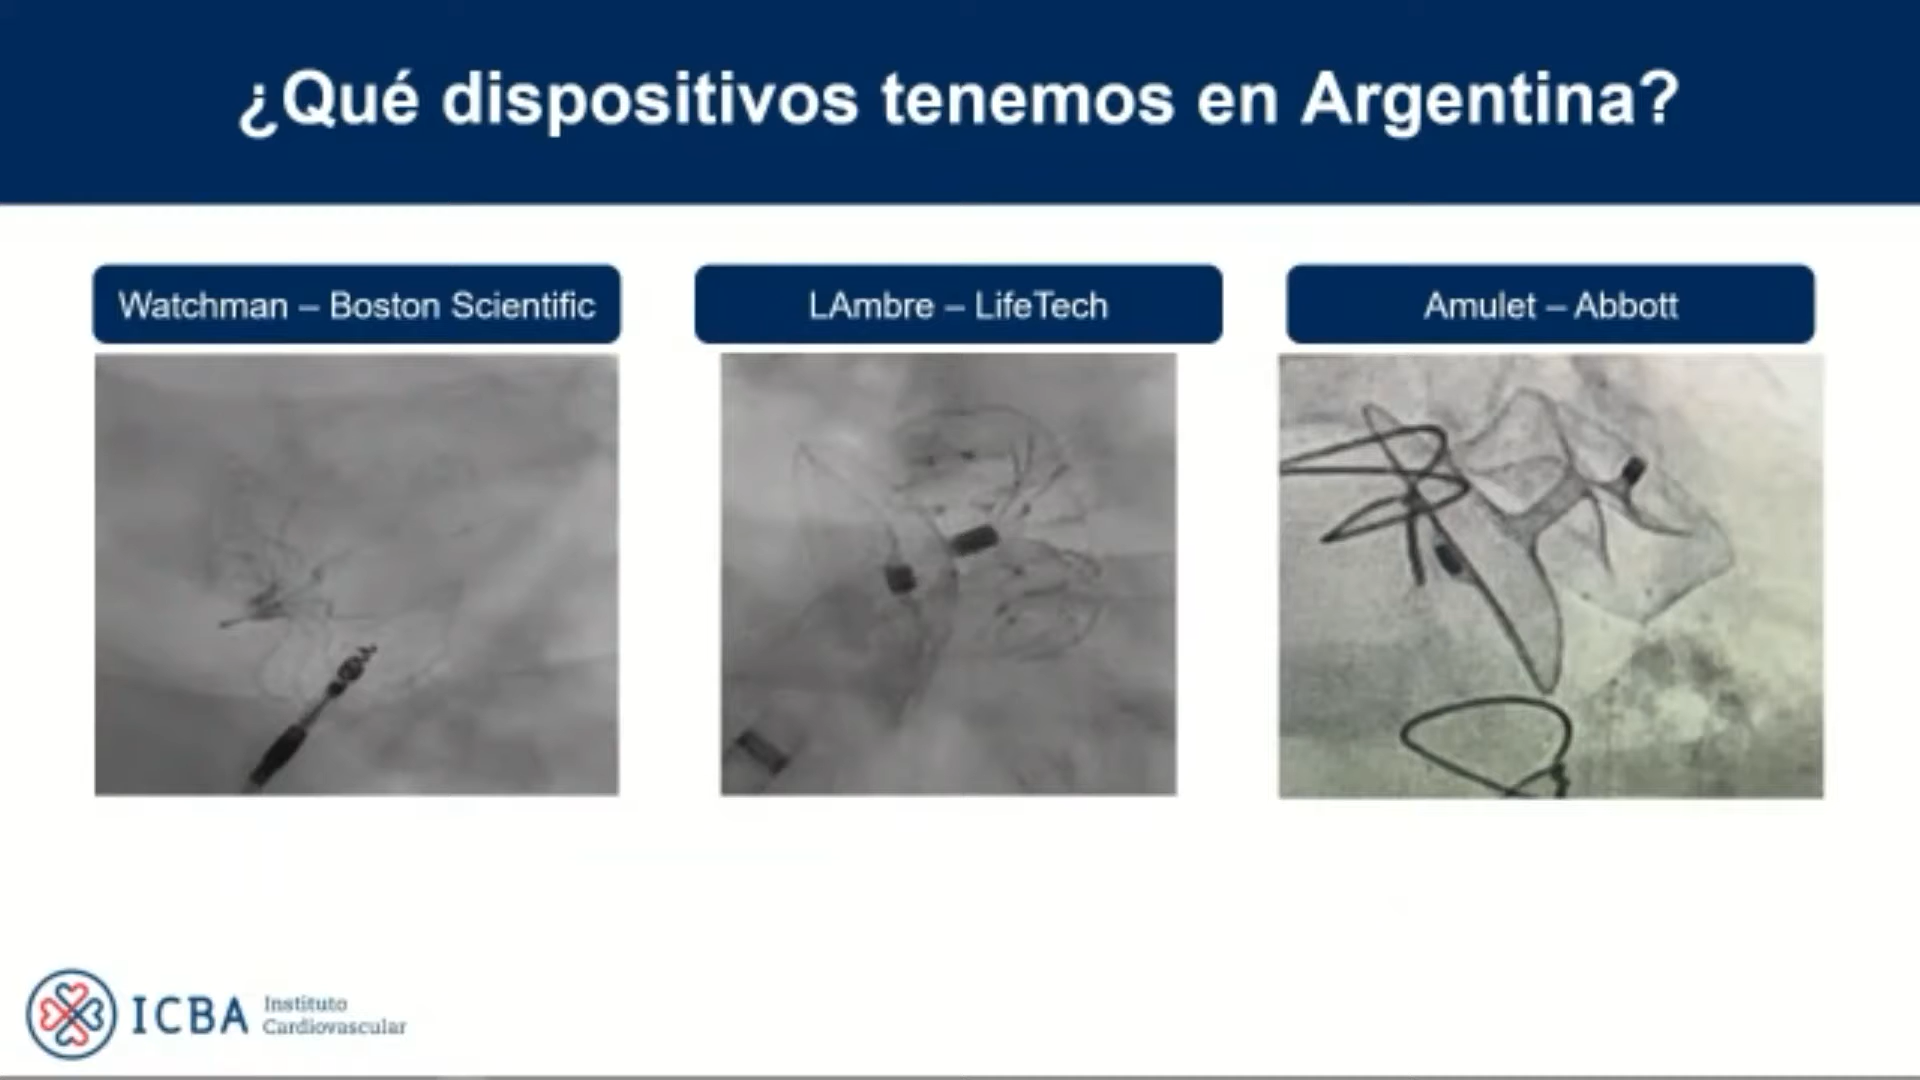 ¿Qué dispositivos tenemos en Argentina?
Watchman – Boston Scientific
LAmbre – LifeTech
Amulet – Abbott
ICBA
Instituto
Cardiovascular